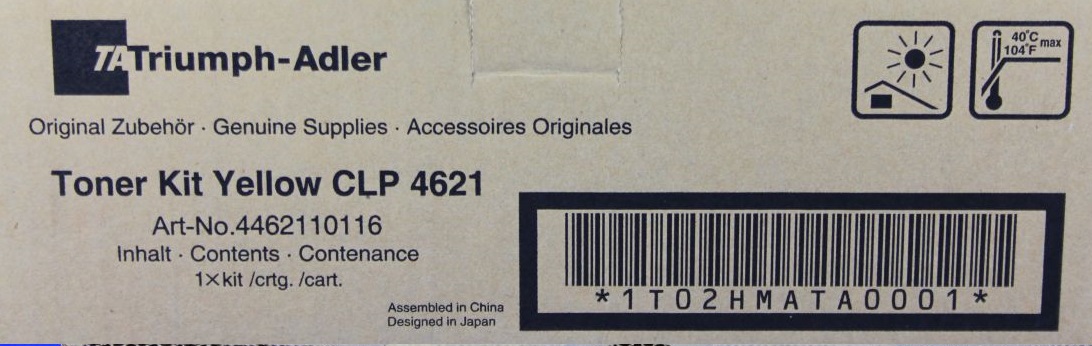 TA Triumph-Adler
40°C
104°F max
Original Zubehör · Genuine Supplies · Accessoires Originales
Toner Kit Yellow CLP 4621
Art-No.4462110116
Inhalt · Contents · Contenance
1×kit /crtg. /cart.
Assembled in China
Designed in Japan
*1T02HMATA0001*